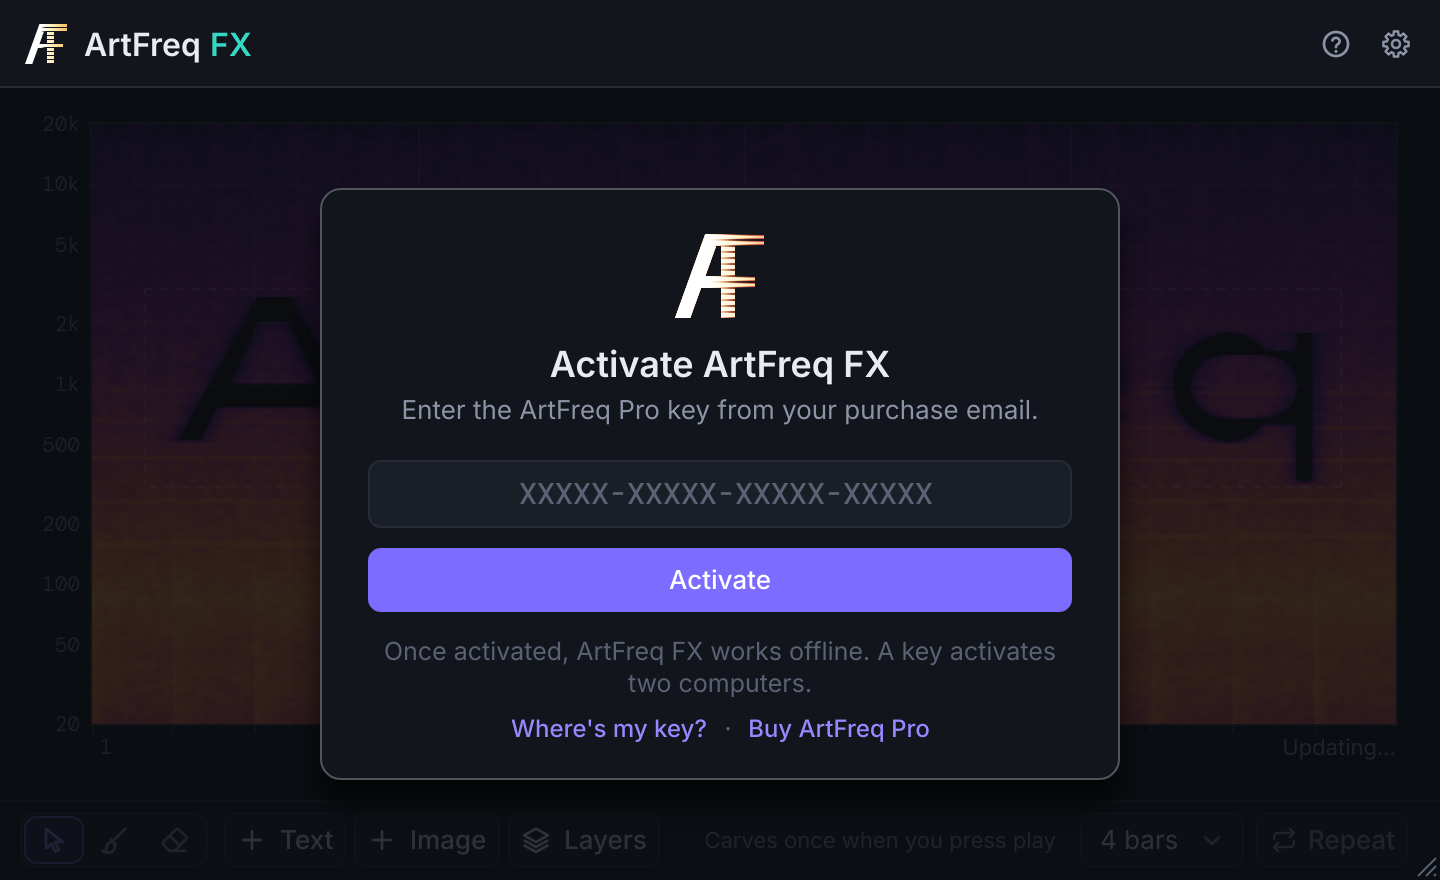 AF ArtFreq FX
20k
10k
5k
2k
1k
500
200
100
50
20
1
Updating...
A
q
AF
Activate ArtFreq FX
Enter the ArtFreq Pro key from your purchase email.
XXXXX-XXXXX-XXXXX-XXXXX
Activate
Once activated, ArtFreq FX works offline. A key activates
two computers.
Where's my key? · Buy ArtFreq Pro
Text
Image
Layers
Carves once when you press play
4 bars
Repeat